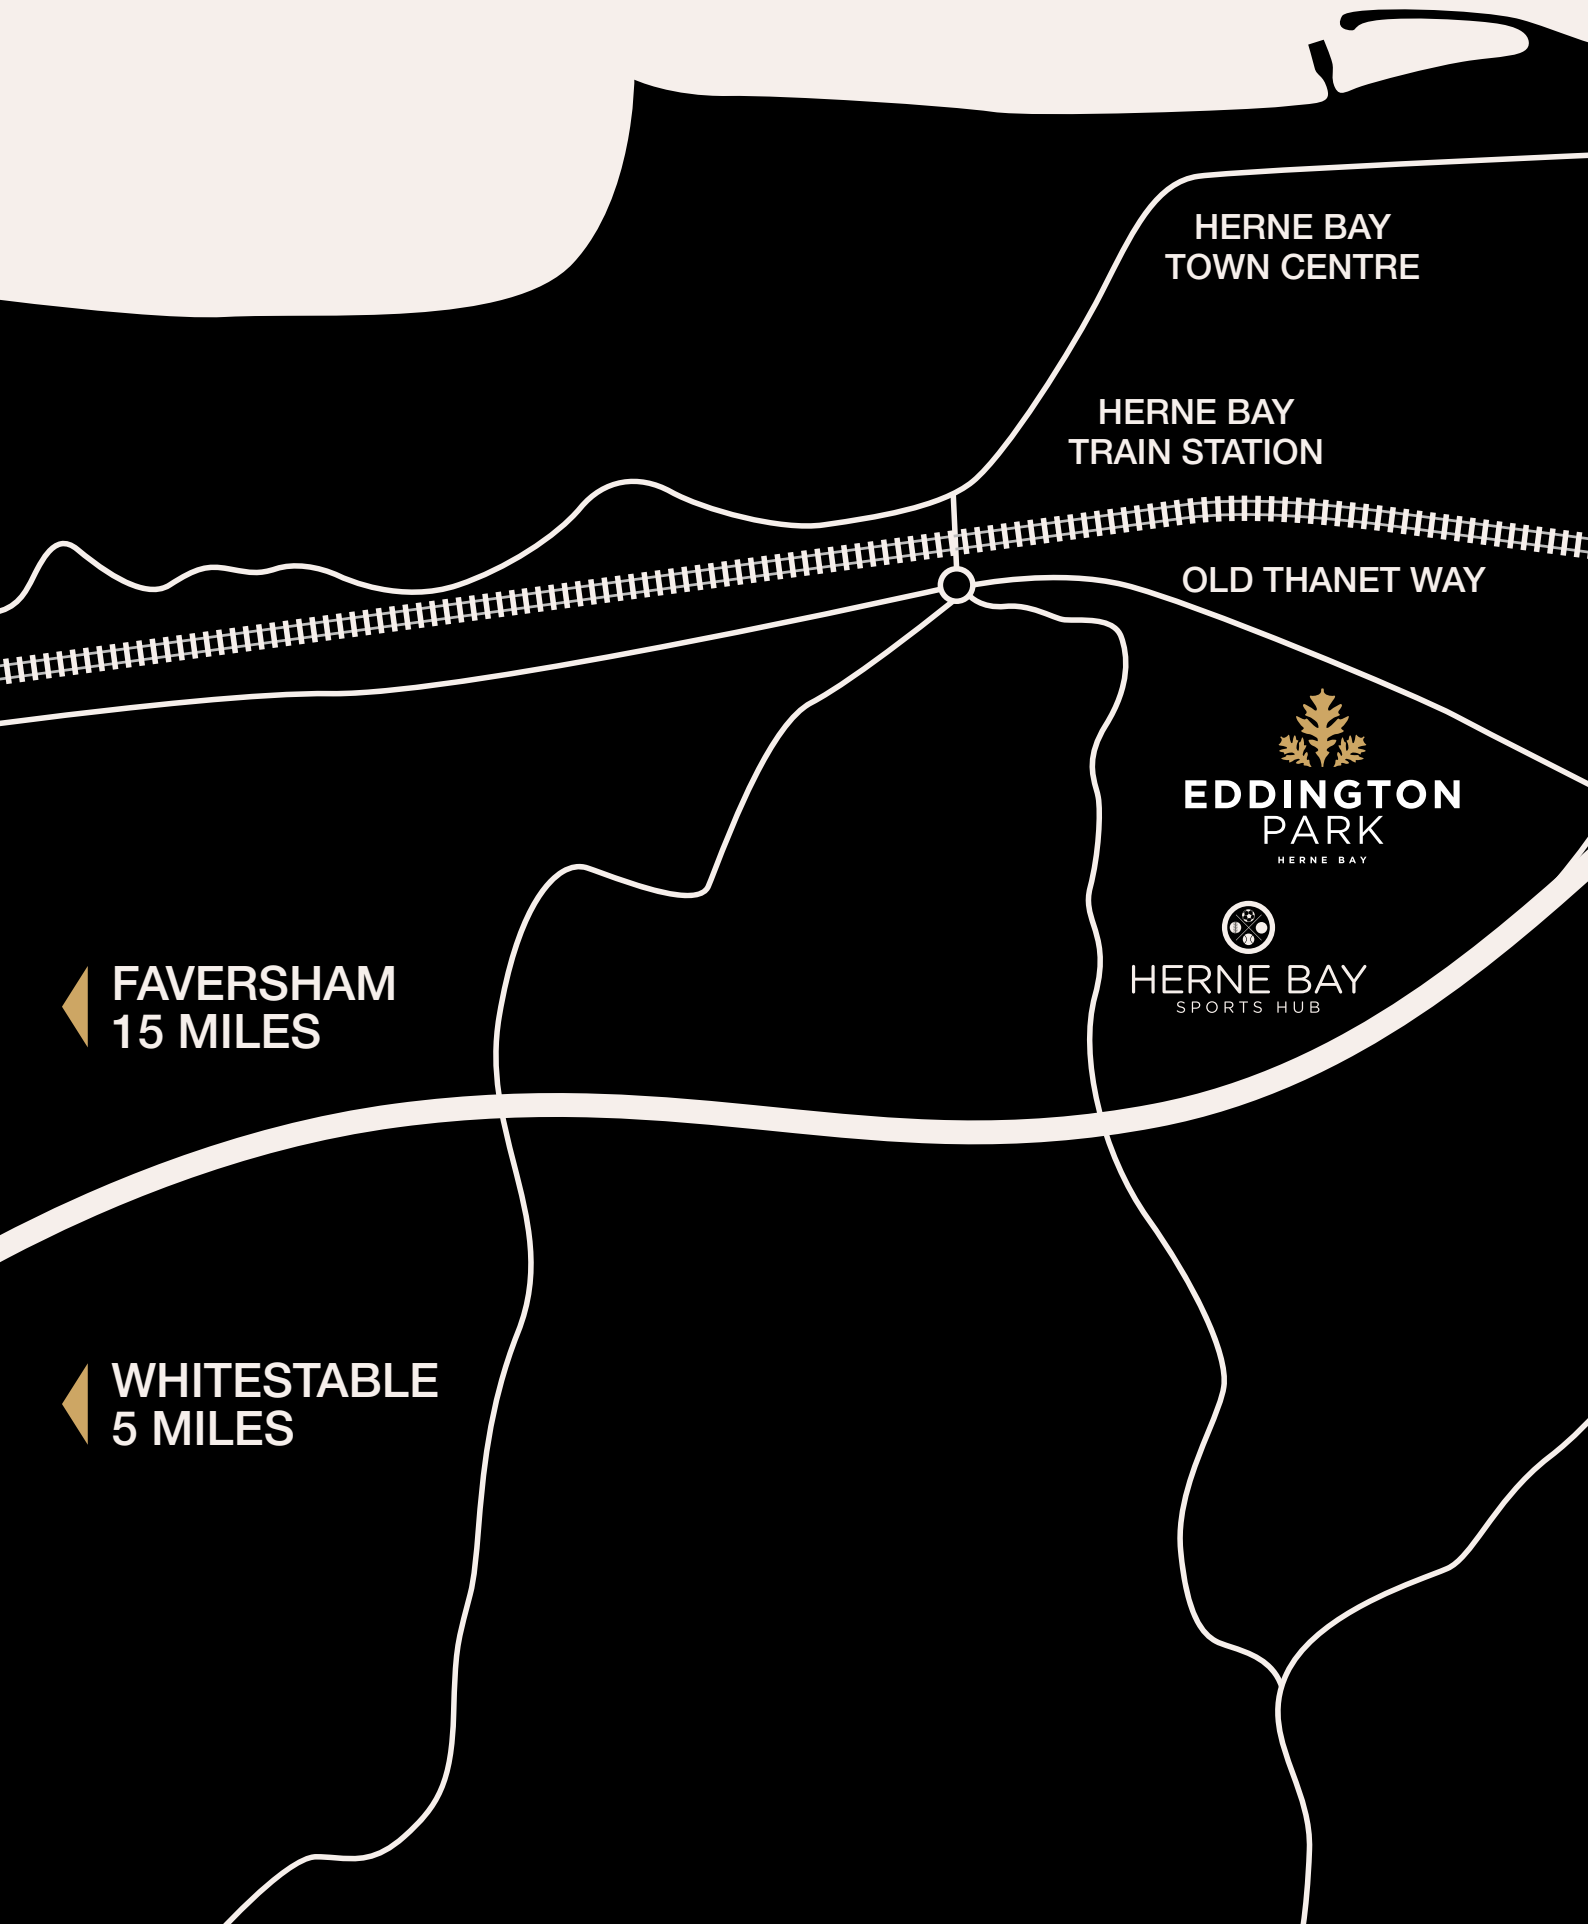 HERNE BAY
TOWN CENTRE
HERNE BAY
TRAIN STATION
OLD THANET WAY
EDDINGTON
PARK
HERNE BAY
HERNE BAY
SPORTS HUB
FAVERSHAM
15 MILES
WHITESTABLE
5 MILES